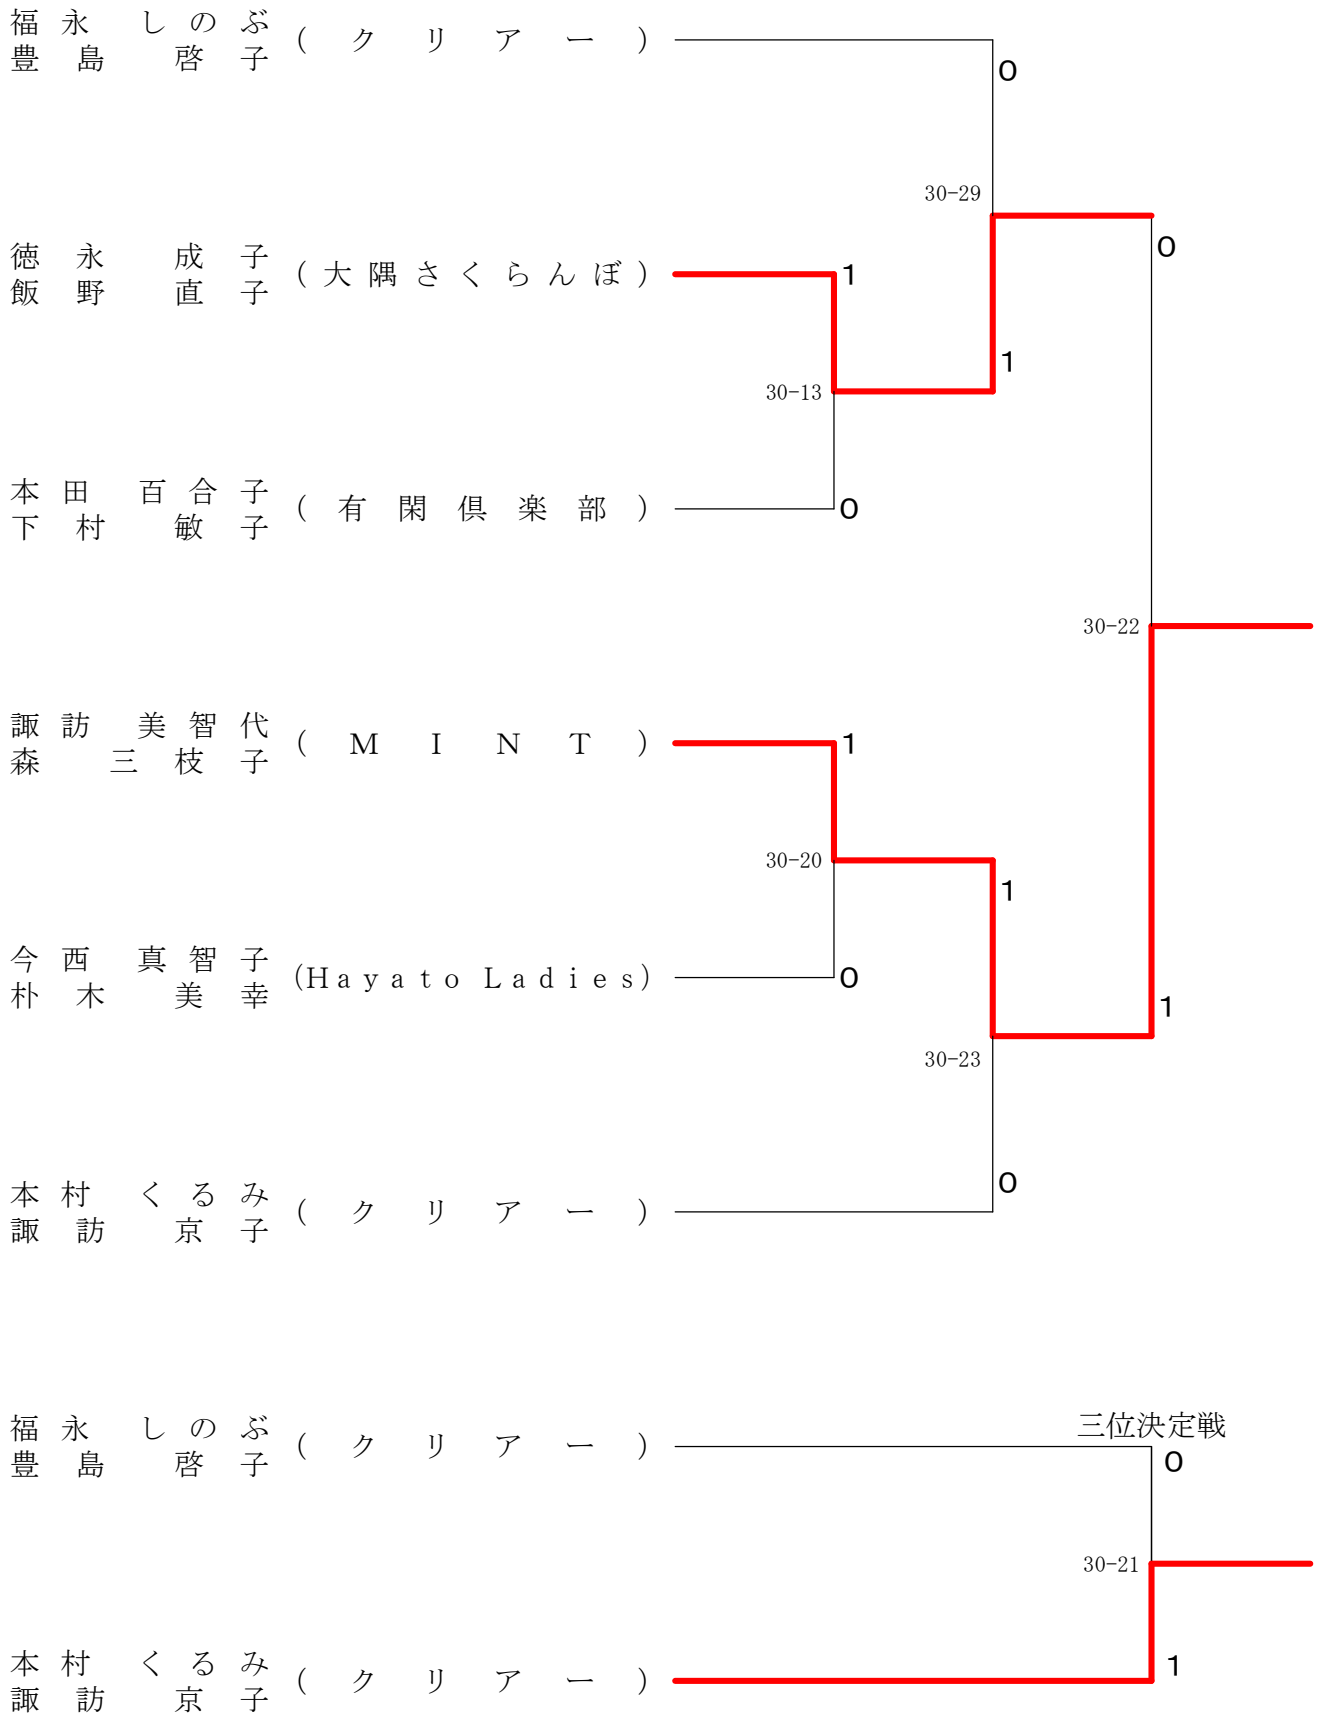 福永 しのぶ
豊島 啓子
(クリアー)
0
30-29
0
徳永 成子
飯野 直子
(大隅さくらんぼ)
1
1
30-13
本田 百合子
下村 敏子
(有閑倶楽部)
0
30-22
諏訪 美智代
森 三枝子
(MINT)
1
30-20
1
今西 真智子
朴木 美幸
(Hayato Ladies)
0
1
30-23
本村 くるみ
諏訪 京子
(クリアー)
0
三位決定戦
福永 しのぶ
豊島 啓子
(クリアー)
0
30-21
本村 くるみ
諏訪 京子
(クリアー)
1